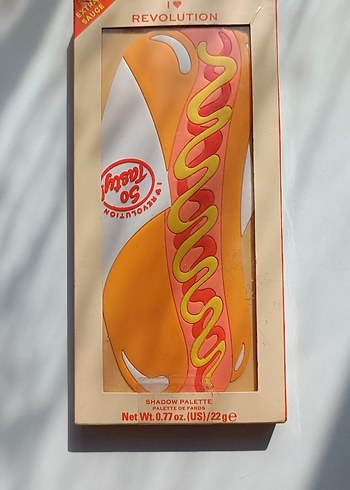 EXTRA
SAUCE
I ♥
REVOLUTION
So
Tasty!
I ♥ REVOLUTION
SHADOW PALETTE
PALETTE DE FARDS
Net Wt. 0.77 oz. (US)/22g℮